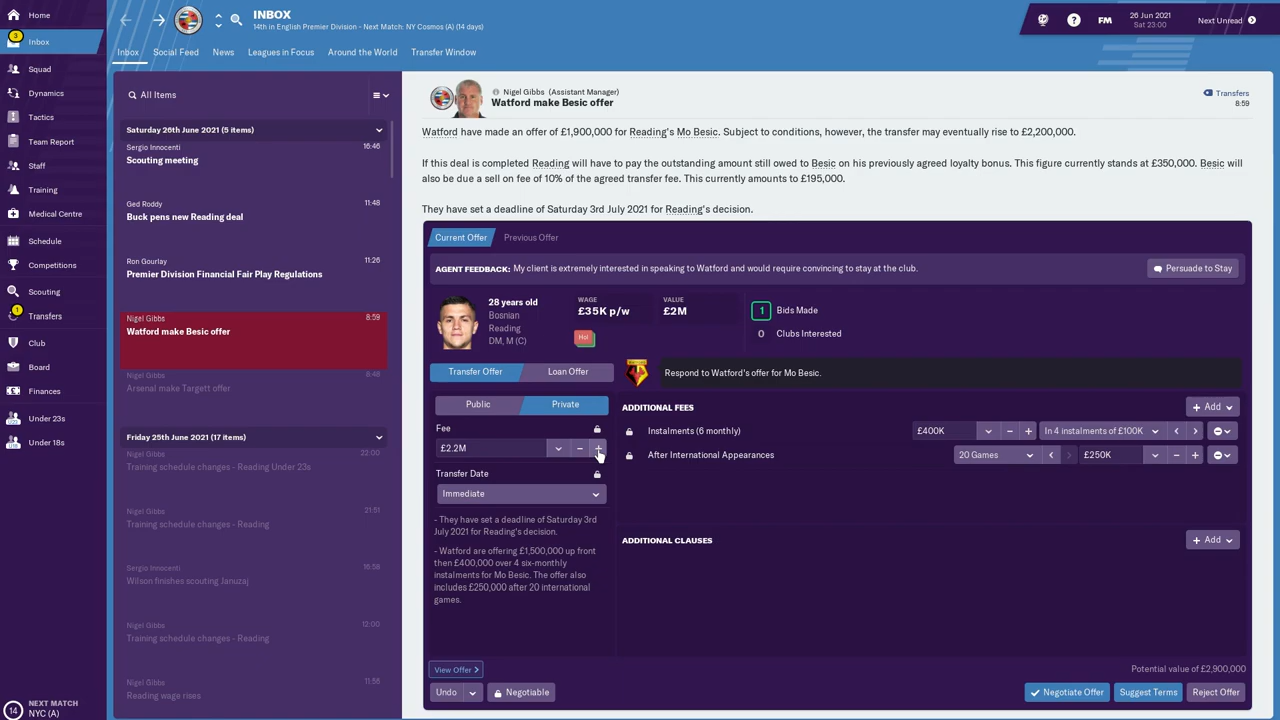 Home
3
Inbox
Squad
Dynamics
Tactics
Team Report
Staff
Training
Medical Centre
Schedule
Competitions
Scouting
1
Transfers
Club
Board
Finances
Under 23s
Under 18s
14
NEXT MATCH
NYC (A)
INBOX
14th in English Premier Division - Next Match: NY Cosmos (A) (14 days)
FM
26 Jun 2021
Sat 23:00
Next Unread
Inbox
Social Feed
News
Leagues in Focus
Around the World
Transfer Window
All Items
Saturday 26th June 2021 (5 items)
Sergio Innocenti
16:46
Scouting meeting
Ged Roddy
11:48
Buck pens new Reading deal
Ron Gourlay
11:26
Premier Division Financial Fair Play Regulations
Nigel Gibbs
8:59
Watford make Besic offer
Nigel Gibbs
8:48
Arsenal make Targett offer
Friday 25th June 2021 (17 items)
Nigel Gibbs
22:00
Training schedule changes - Reading Under 23s
Nigel Gibbs
21:51
Training schedule changes - Reading
Sergio Innocenti
16:58
Wilson finishes scouting Januzaj
Nigel Gibbs
12:00
Training schedule changes - Reading
Nigel Gibbs
11:56
Reading wage rises
Nigel Gibbs (Assistant Manager)
Watford make Besic offer
Transfers
8:59
Watford have made an offer of £1,900,000 for Reading's Mo Besic. Subject to conditions, however, the transfer may eventually rise to £2,200,000.
If this deal is completed Reading will have to pay the outstanding amount still owed to Besic on his previously agreed loyalty bonus. This figure currently stands at £350,000. Besic will
also be due a sell on fee of 10% of the agreed transfer fee. This currently amounts to £195,000.
They have set a deadline of Saturday 3rd July 2021 for Reading's decision.
Current Offer
Previous Offer
AGENT FEEDBACK: My client is extremely interested in speaking to Watford and would require convincing to stay at the club.
Persuade to Stay
28 years old
Bosnian
Reading
DM, M (C)
WAGE
£35K p/w
VALUE
£2M
Hol
1
Bids Made
0
Clubs Interested
Transfer Offer
Loan Offer
Respond to Watford's offer for Mo Besic.
Public
Private
Fee
£2.2M
Transfer Date
Immediate
- They have set a deadline of Saturday 3rd
July 2021 for Reading's decision.
- Watford are offering £1,500,000 up front
then £400,000 over 4 six-monthly
instalments for Mo Besic. The offer also
includes £250,000 after 20 international
games.
ADDITIONAL FEES
Add
Instalments (6 monthly)
£400K
In 4 instalments of £100K
After International Appearances
20 Games
£250K
ADDITIONAL CLAUSES
Add
View Offer
Potential value of £2,900,000
Undo
Negotiable
Negotiate Offer
Suggest Terms
Reject Offer